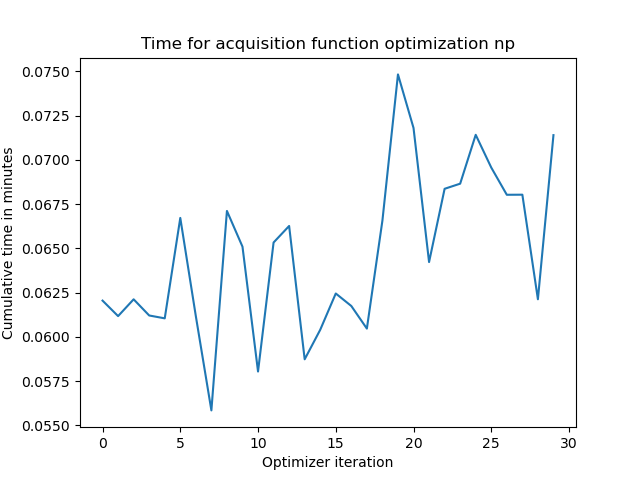 Time for acquisition function optimization np
Cumulative time in minutes
0.0750
0.0725
0.0700
0.0675
0.0650
0.0625
0.0600
0.0575
0.0550
0 5 10 15 20 25 30
Optimizer iteration